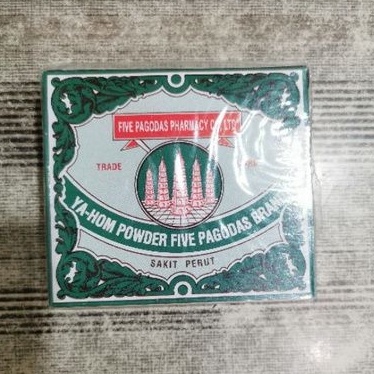 FIVE PAGODAS PHARMACY CO., LTD.
TRADE
YA-HOM POWDER FIVE PAGODAS BRAND
SAKIT PERUT